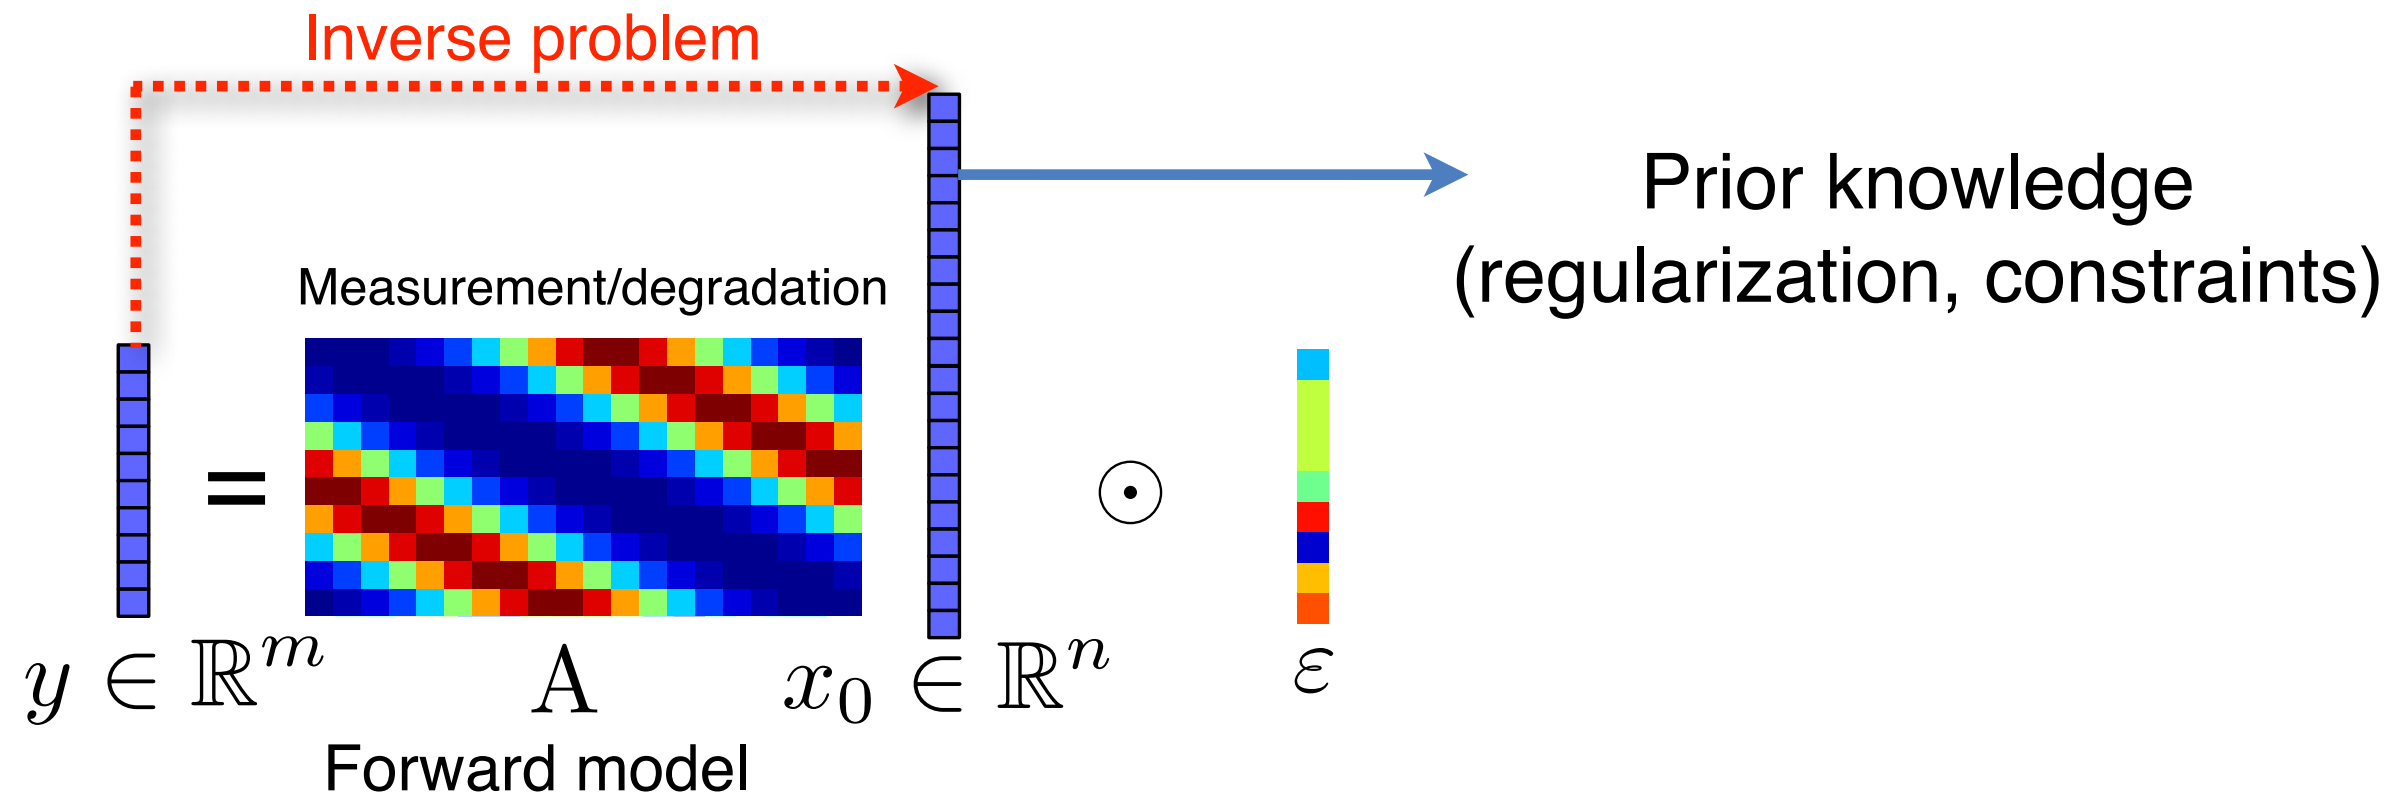 Inverse problem
Prior knowledge
(regularization, constraints)
Measurement/degradation
=
⊙
y ∈ ℝ^m
A
x_0 ∈ ℝ^n
ε
Forward model